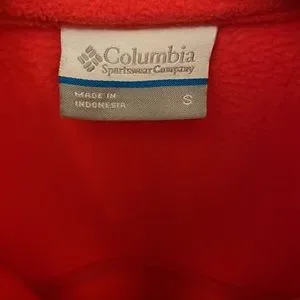 Columbia
Sportswear Company
MADE IN
INDONESIA
S